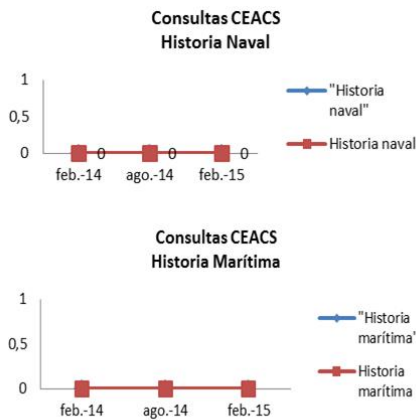 Consultas CEACS
Historia Naval
1
0,5
0
0 0 0
feb.-14 ago.-14 feb.-15
"Historia
naval"
Historia naval
Consultas CEACS
Historia Marítima
1
0,5
0
feb.-14 ago.-14 feb.-15
"Historia
marítima'
Historia
marítima